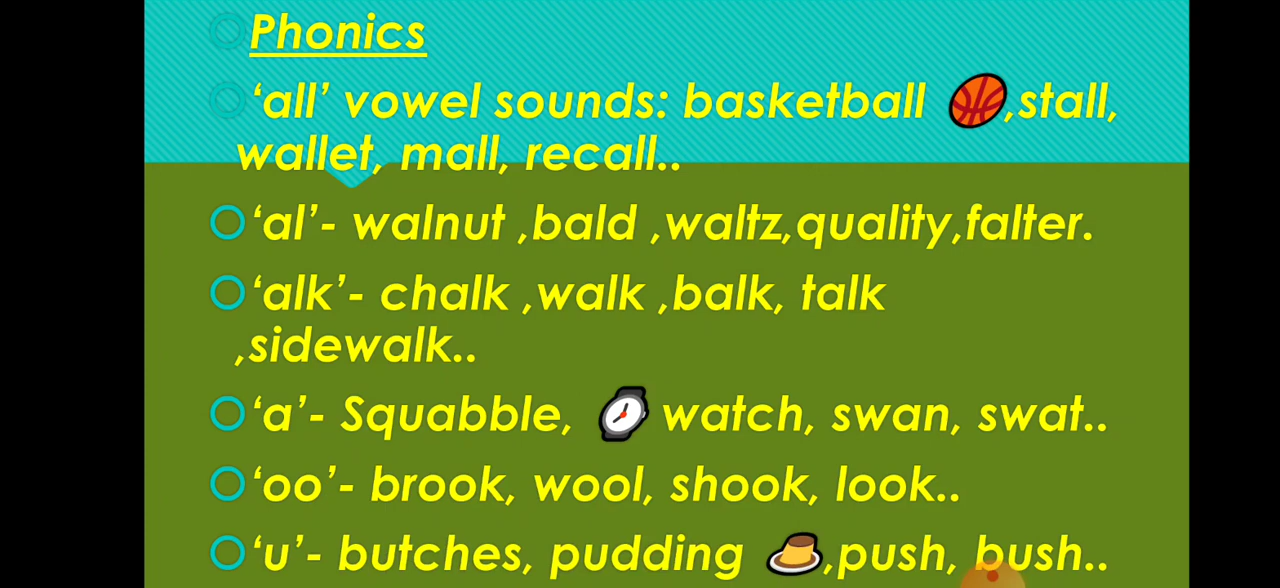 Phonics
‘all’ vowel sounds: basketball ,stall,
wallet, mall, recall..
‘al’- walnut ,bald ,waltz,quality,falter.
‘alk’- chalk ,walk ,balk, talk
,sidewalk..
‘a’- Squabble, watch, swan, swat..
‘oo’- brook, wool, shook, look..
‘u’- butches, pudding ,push, bush..